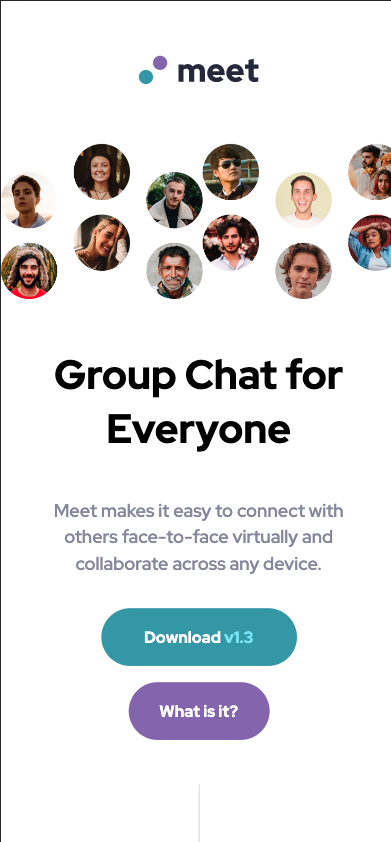 meet
Group Chat for
Everyone
Meet makes it easy to connect with
others face-to-face virtually and
collaborate across any device.
Download v1.3
What is it?